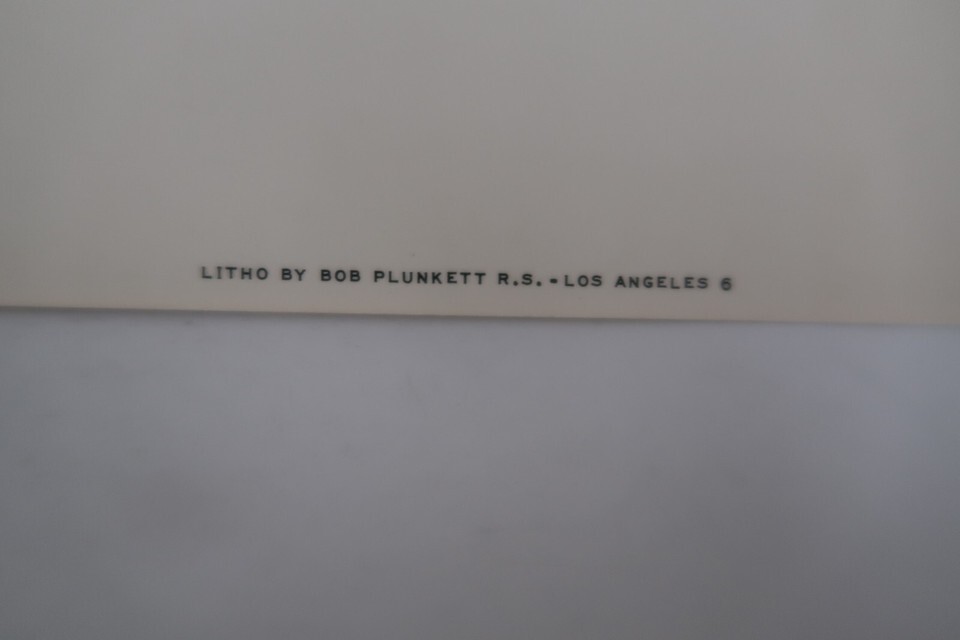 LITHO BY BOB PLUNKETT R.S. - LOS ANGELES 6